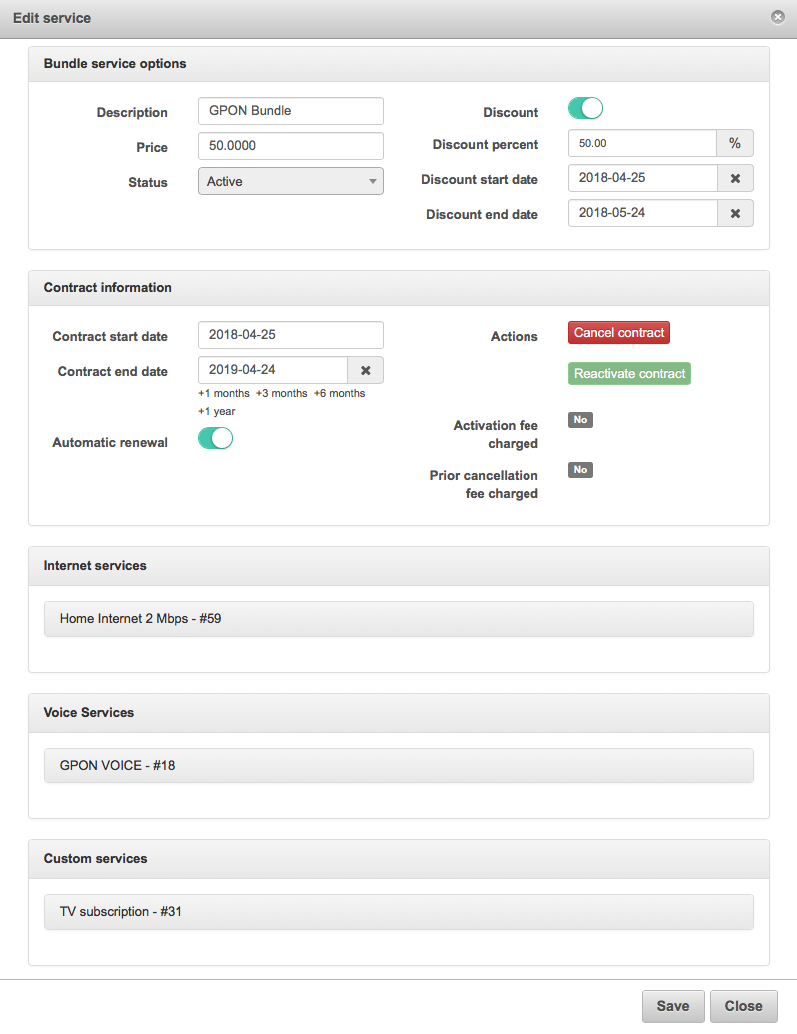 Edit service
Bundle service options
Description GPON Bundle
Price 50.0000
Status Active
Discount
Discount percent 50.00 %
Discount start date 2018-04-25
Discount end date 2018-05-24
Contract information
Contract start date 2018-04-25
Contract end date 2019-04-24
+1 months +3 months +6 months
+1 year
Automatic renewal
Actions Cancel contract
Reactivate contract
Activation fee No
charged
Prior cancellation No
fee charged
Internet services
Home Internet 2 Mbps - #59
Voice Services
GPON VOICE - #18
Custom services
TV subscription - #31
Save Close